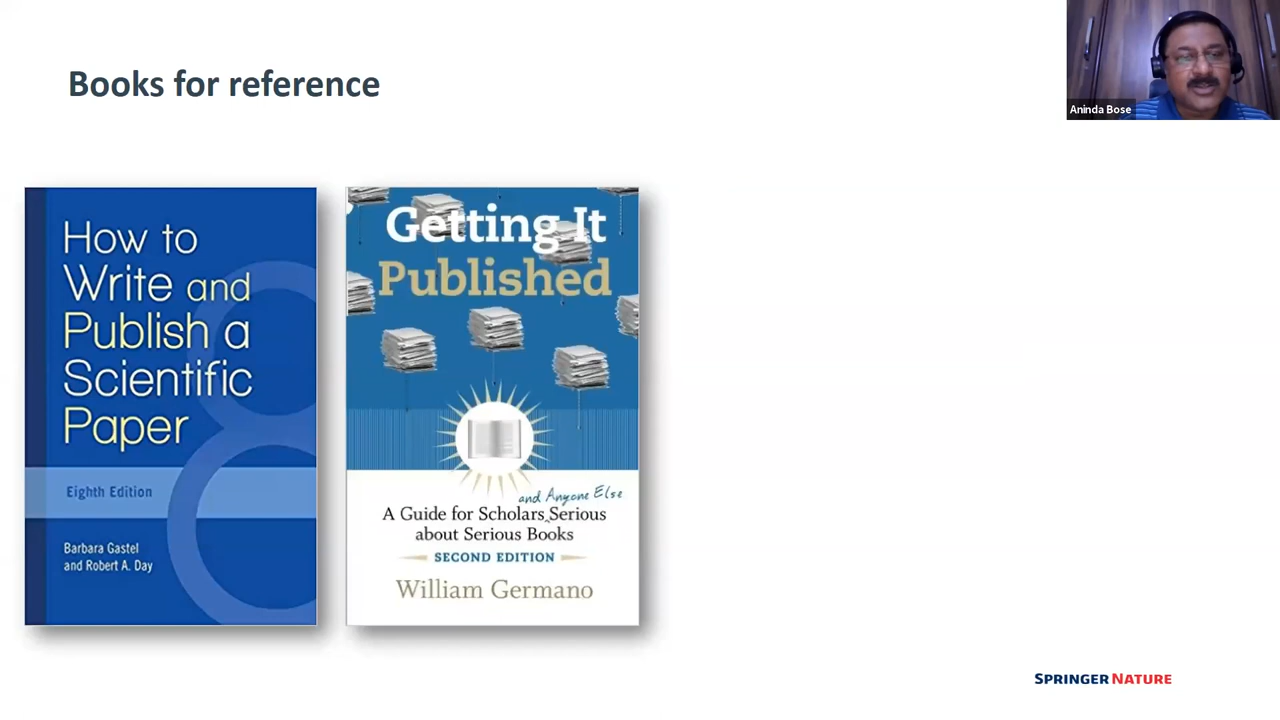 Books for reference
Aninda Bose
How to
Write and
Publish a
Scientific
Paper
Eighth Edition
Barbara Gastel
and Robert A. Day
Getting It
Published
and Anyone Else
A Guide for Scholars‸Serious
about Serious Books
SECOND EDITION
William Germano
SPRINGER NATURE